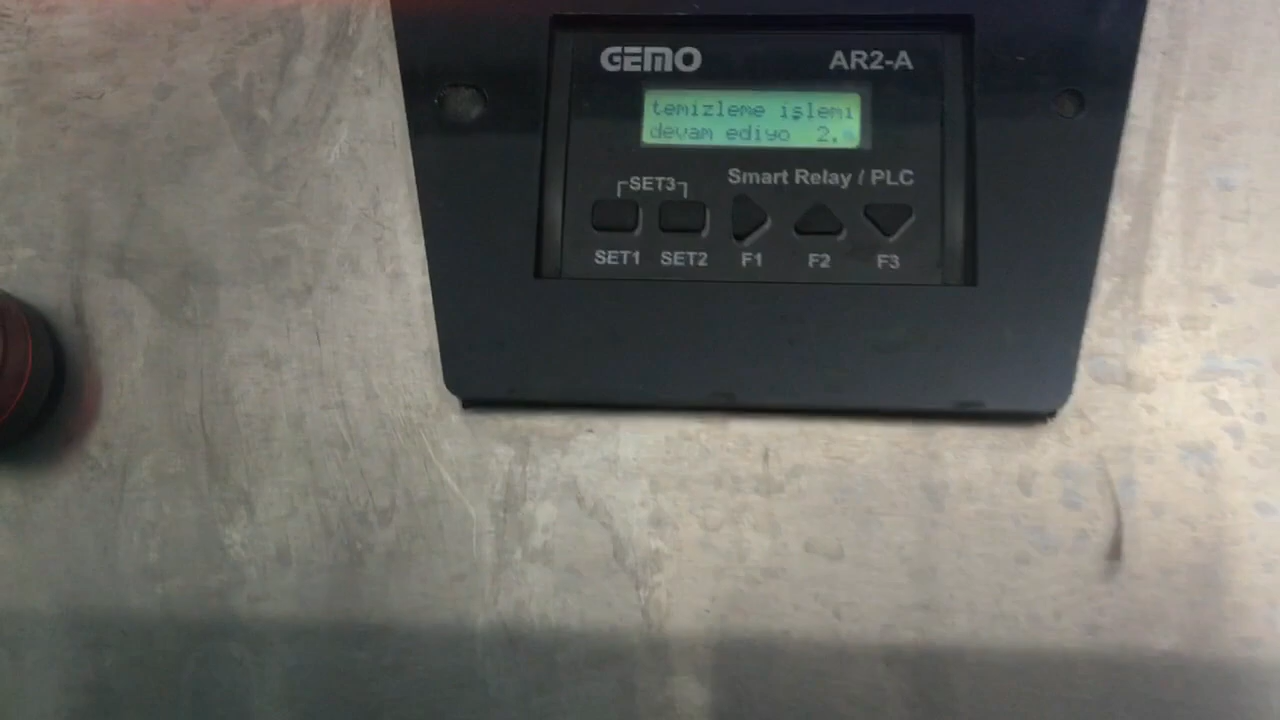 GEMO AR2-A
temizleme işlemi
devam ediyo 2.
Smart Relay / PLC
SET3
SET1 SET2 F1 F2 F3